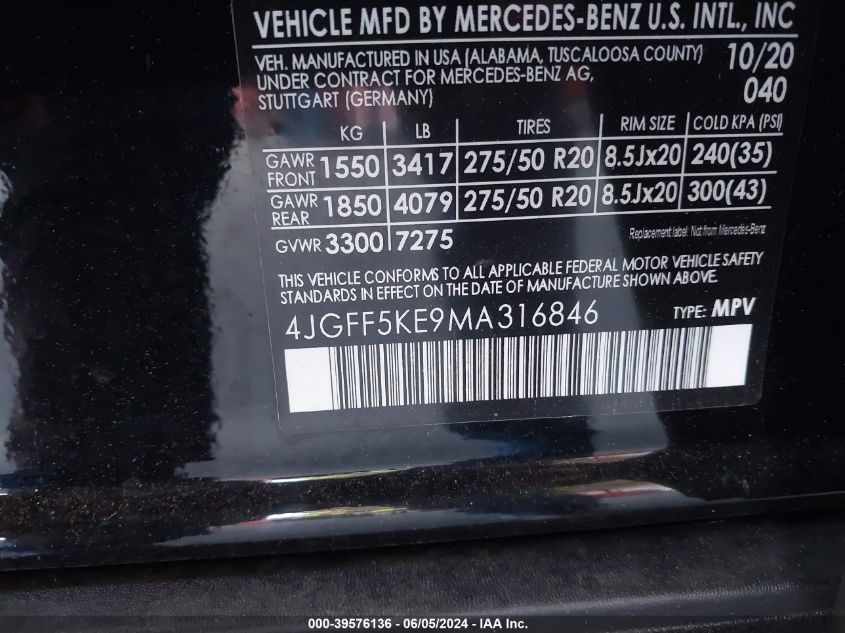 VEHICLE MFD BY MERCEDES-BENZ U.S. INTL., INC
VEH. MANUFACTURED IN USA (ALABAMA, TUSCALOOSA COUNTY) 10/20
UNDER CONTRACT FOR MERCEDES-BENZ AG,
STUTTGART (GERMANY) 040
KG LB TIRES RIM SIZE COLD KPA (PSI)
GAWR FRONT 1550 3417 275/50 R20 8.5Jx20 240(35)
GAWR REAR 1850 4079 275/50 R20 8.5Jx20 300(43)
GVWR 3300 7275 Replacement label: Not from Mercedes-Benz
THIS VEHICLE CONFORMS TO ALL APPLICABLE FEDERAL MOTOR VEHICLE SAFETY
STANDARDS IN EFFECT ON THE DATE OF MANUFACTURE SHOWN ABOVE.
4JGFF5KE9MA316846 TYPE: MPV
000-39576136 - 06/05/2024 - www.iaai.com